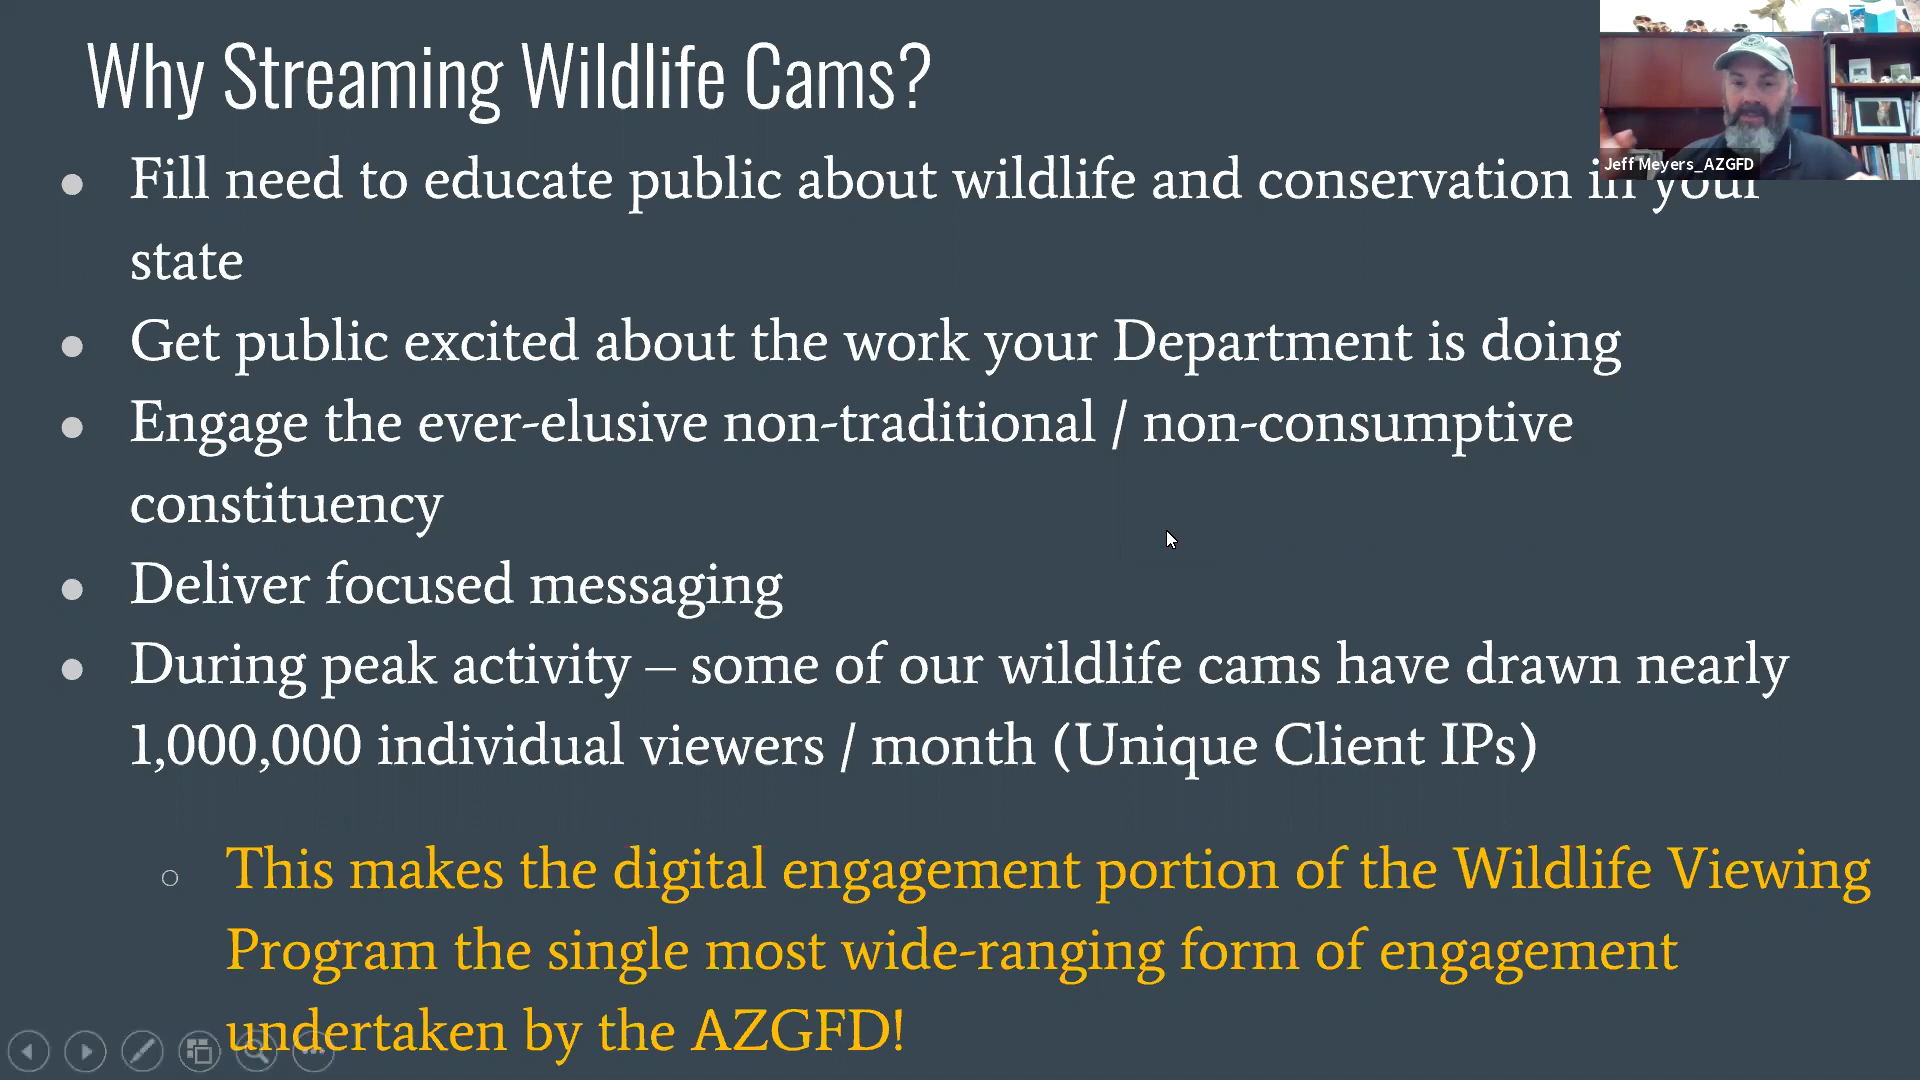 Why Streaming Wildlife Cams?
Jeff Meyers_AZGFD
Fill need to educate public about wildlife and conservation in your
state
Get public excited about the work your Department is doing
Engage the ever-elusive non-traditional / non-consumptive
constituency
Deliver focused messaging
During peak activity – some of our wildlife cams have drawn nearly
1,000,000 individual viewers / month (Unique Client IPs)
This makes the digital engagement portion of the Wildlife Viewing
Program the single most wide-ranging form of engagement
undertaken by the AZGFD!